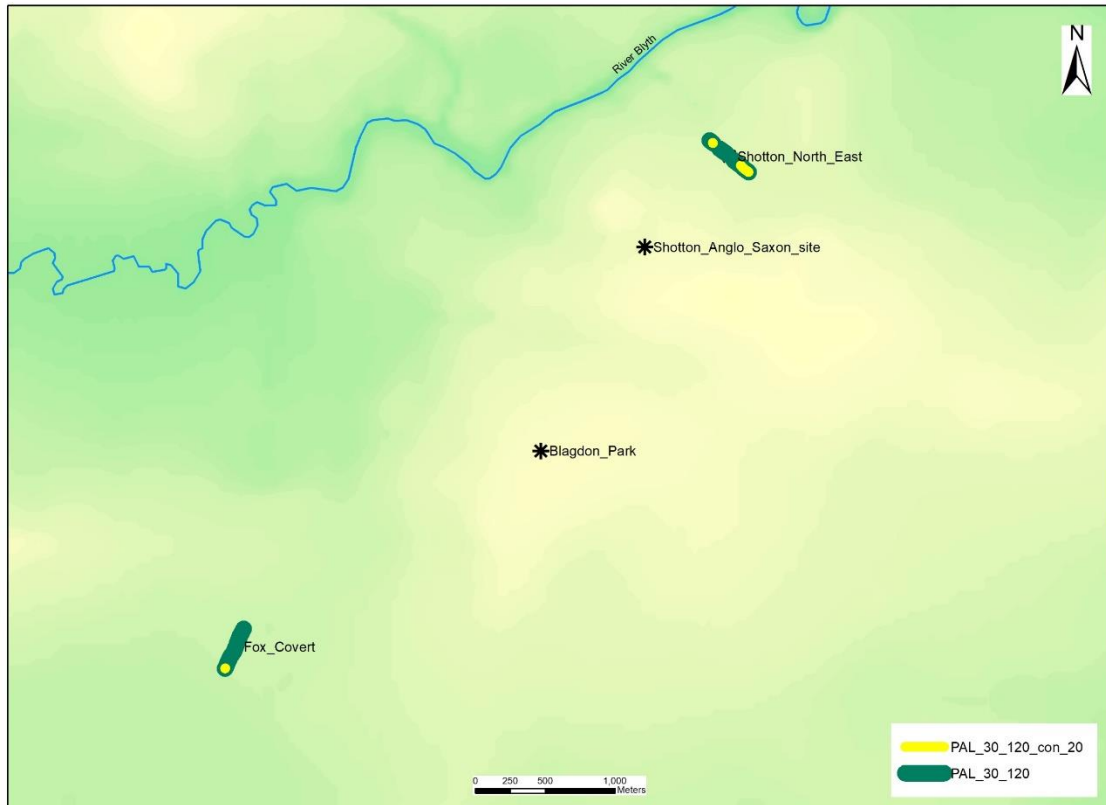 N
River Blyth
Shotton_North_East
Shotton_Anglo_Saxon_site
Blagdon_Park
Fox_Covert
PAL_30_120_con_20
PAL_30_120
0 250 500 1,000
Meters